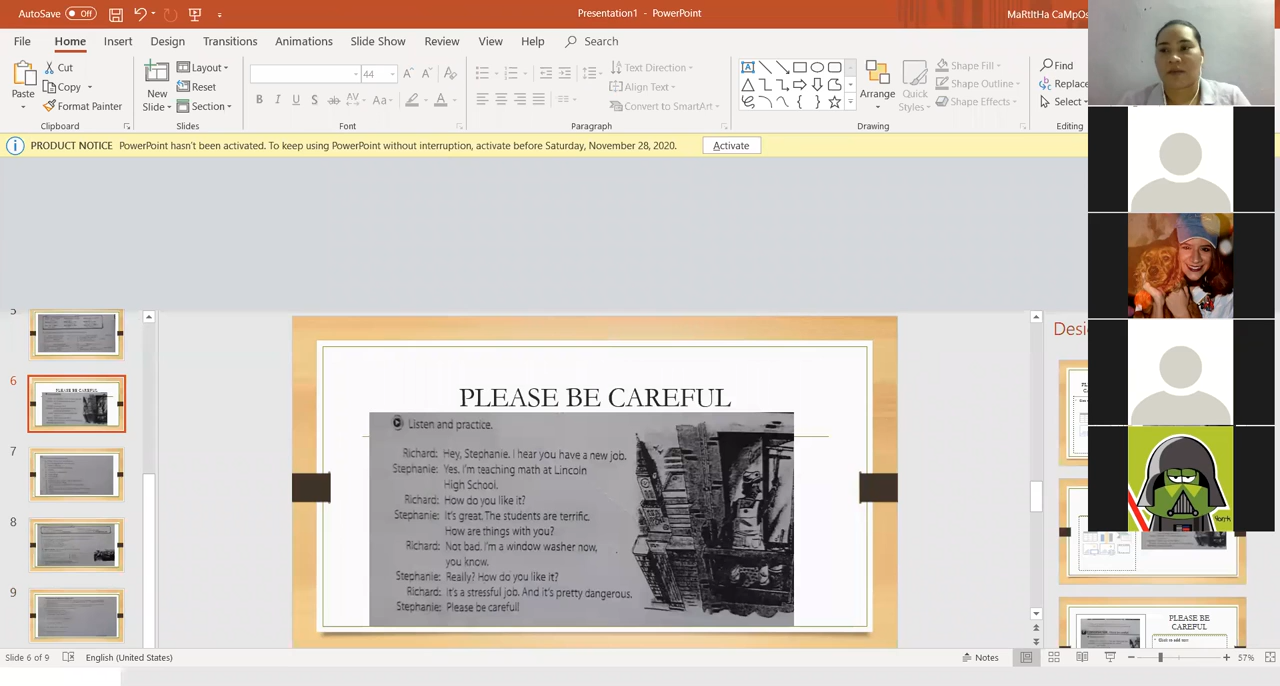 AutoSave Off
Presentation1 - PowerPoint
MaRtItHa CaMpOs
File Home Insert Design Transitions Animations Slide Show Review View Help Search
Paste
Cut
Copy
Format Painter
Clipboard
New Slide
Layout
Reset
Section
Slides
44
Font
Text Direction
Align Text
Convert to SmartArt
Paragraph
Arrange
Quick Styles
Shape Fill
Shape Outline
Shape Effects
Drawing
Find
Replace
Select
Editing
PRODUCT NOTICE PowerPoint hasn't been activated. To keep using PowerPoint without interruption, activate before Saturday, November 28, 2020. Activate
5
6
7
8
9
PLEASE BE CAREFUL
Listen and practice.
Richard: Hey, Stephanie. I hear you have a new job.
Stephanie: Yes. I'm teaching math at Lincoln
High School.
Richard: How do you like it?
Stephanie: It's great. The students are terrific.
How are things with you?
Richard: Not bad. I'm a window washer now,
you know.
Stephanie: Really? How do you like it?
Richard: It's a stressful job. And it's pretty dangerous.
Stephanie: Please be careful!
Desi
PLEASE BE
CAREFUL
Slide 6 of 9 English (United States)
Notes
57%